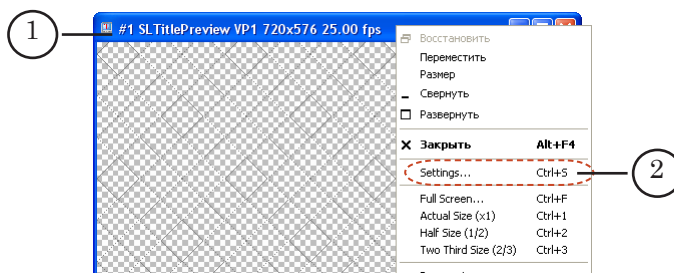 1
#1 SLTitlePreview VP1 720x576 25.00 fps
Восстановить
Переместить
Размер
Свернуть
Развернуть
Закрыть Alt+F4
Settings... Ctrl+S
2
Full Screen... Ctrl+F
Actual Size (x1) Ctrl+1
Half Size (1/2) Ctrl+2
Two Third Size (2/3) Ctrl+3